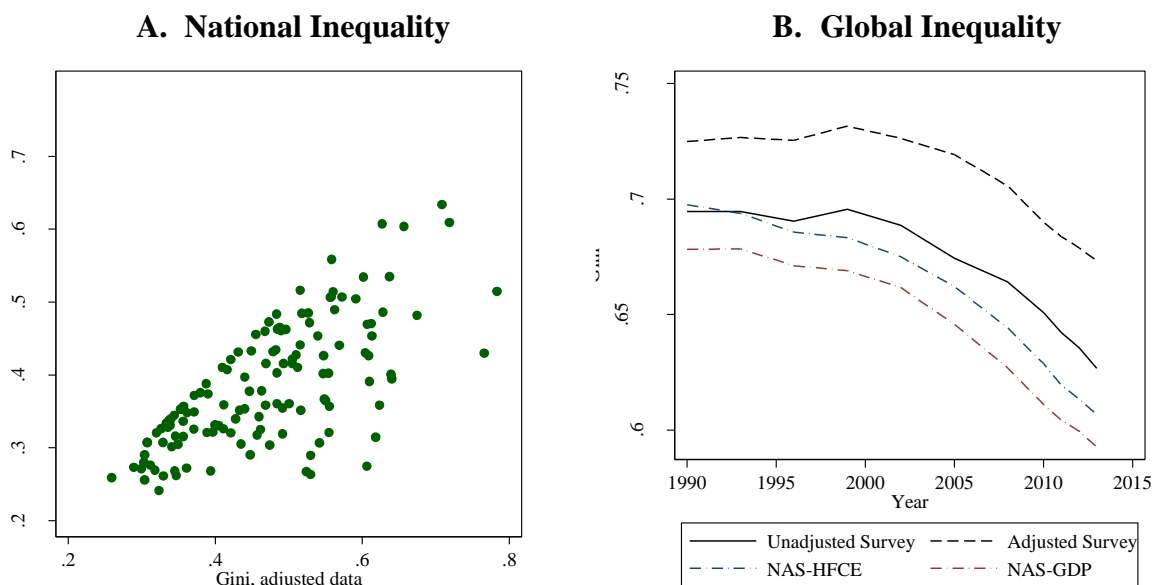 A. National Inequality
.7
.6
.5
.4
.3
.2
.2 .4 .6 .8
Gini, adjusted data
B. Global Inequality
.75
.7
.65
.6
1990 1995 2000 2005 2010 2015
Year
Unadjusted Survey Adjusted Survey
NAS-HFCE NAS-GDP